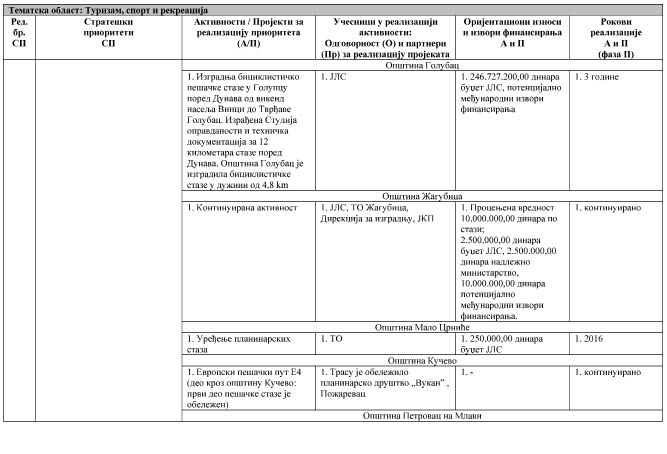 Тематска област: Туризам, спорт и рекреација
Рел. бр. СП
Стратешки приоритети СП
Активности / Пројекти за реализацију приоритета (А/П)
Учесници у реализацији активности: Одговорност (О) и партнери (Пр) за реализацију пројеката
Оријентациони износи и извори финансирања А и П
Рокови реализације А и П (фаза II)
Општина Голубац
1. Изградња бициклистичко
пешачке стазе у Голупцу
поред Дунава од викенд
насеља Винци до Тврђаве
Голубац. Израђена Студија
оправданости и техничка
документација за 12
километара стазе поред
Дунава. Општина Голубац је
изградила бициклистичке
стазе у дужини од 4,8 km
1. ЈЛС
1. 246.727.200,00 динара
буџет ЈЛС, потенцијално
међународни извори
финансирања
1. 3 године
Општина Жагубица
1. Континуирана активност
1. ЈЛС, ТО Жагубица,
Дирекција за изградњу, ЈКП
1. Процењена вредност
10.000.000,00 динара по
стази;
2.500.000,00 динара
буџет ЈЛС, 2.500.000,00
динара надлежно
министарство,
10.000.000,00 динара
потенцијално
међународни извори
финансирања.
1. континуирано
Општина Мало Црниће
1. Уређење планинарских
стаза
1. ТО
1. 250.000,00 динара
буџет ЈЛС
1. 2016
Општина Кучево
1. Европски пешачки пут Е4
(део кроз општину Кучево:
први део пешачке стазе је
обележен)
1. Трасу је обележило
планинарско друштво „Вукан” ,
Пожаревац
1. -
1. континуирано
Општина Петровац на Млави